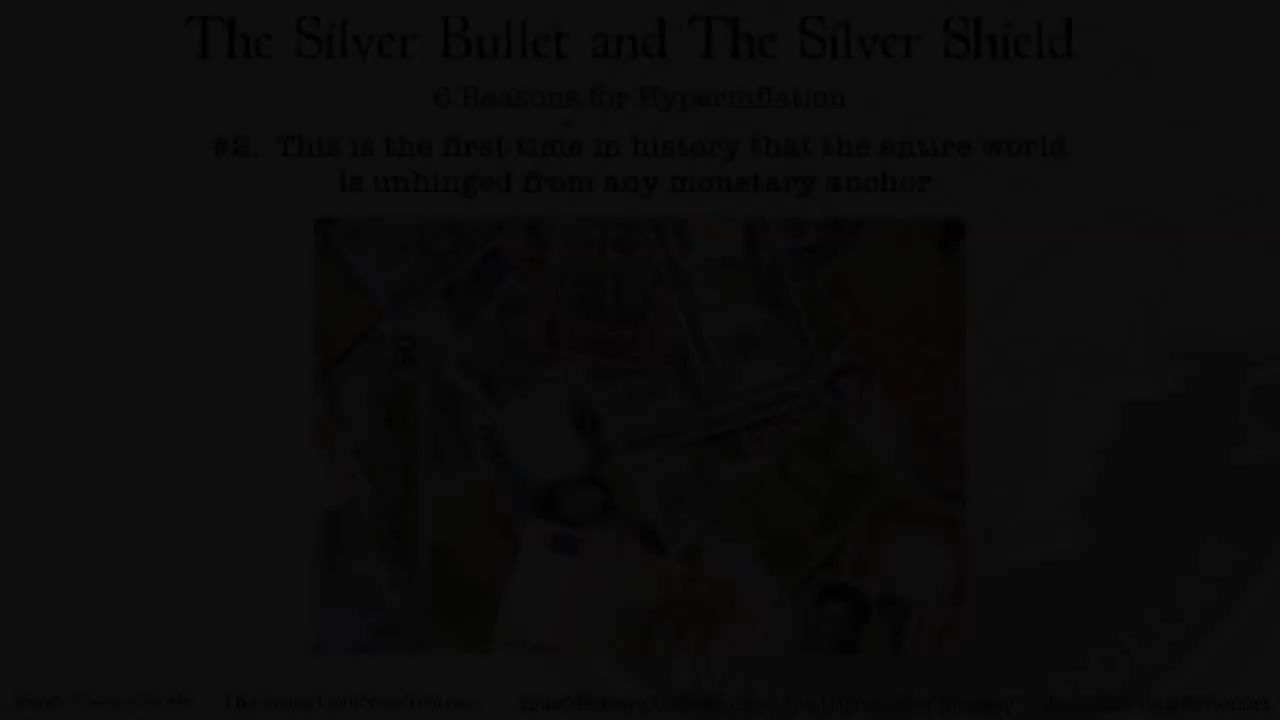 The Silver Bullet and The Silver Shield
6 Reasons for Hyperinflation
#2. This is the first time in history that the entire world
is unhinged from any monetary anchor.